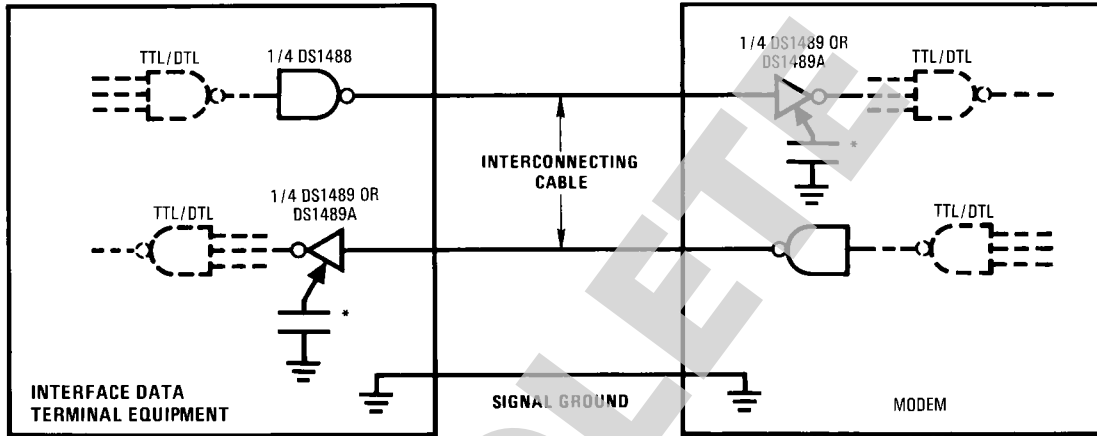 TTL/DTL
1/4 DS1488
1/4 DS1489 OR
DS1489A
TTL/DTL
*
INTERCONNECTING
CABLE
TTL/DTL
1/4 DS1489 OR
DS1489A
*
TTL/DTL
INTERFACE DATA
TERMINAL EQUIPMENT
SIGNAL GROUND
MODEM
OLETE